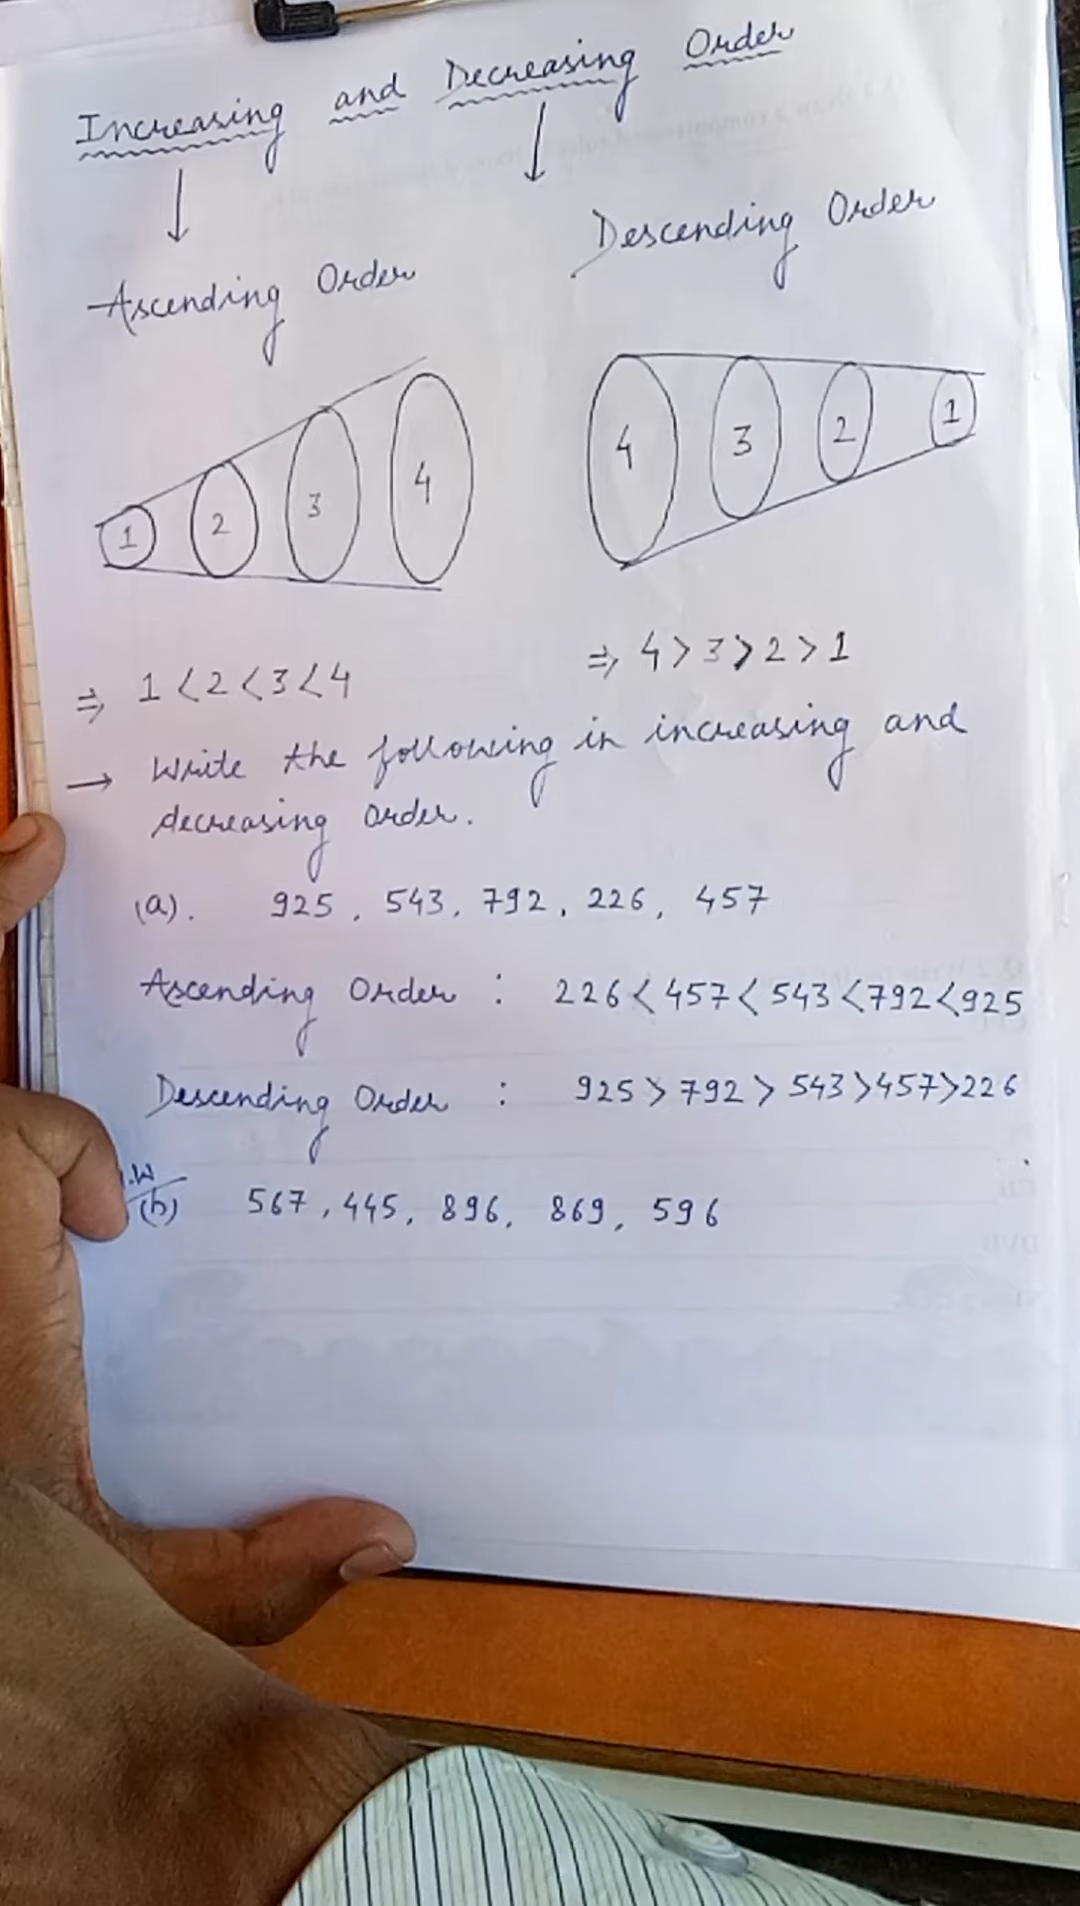 Increasing and Decreasing Order
↓ ↓
Ascending Order Descending Order
1 2 3 4 4 3 2 1
⇒ 1 < 2 < 3 < 4 ⇒ 4 > 3 > 2 > 1
→ Write the following in increasing and
decreasing order.
(a). 925, 543, 792, 226, 457
Ascending Order : 226 < 457 < 543 < 792 < 925
Descending Order : 925 > 792 > 543 > 457 > 226
.W
(b) 567, 445, 896, 869, 596